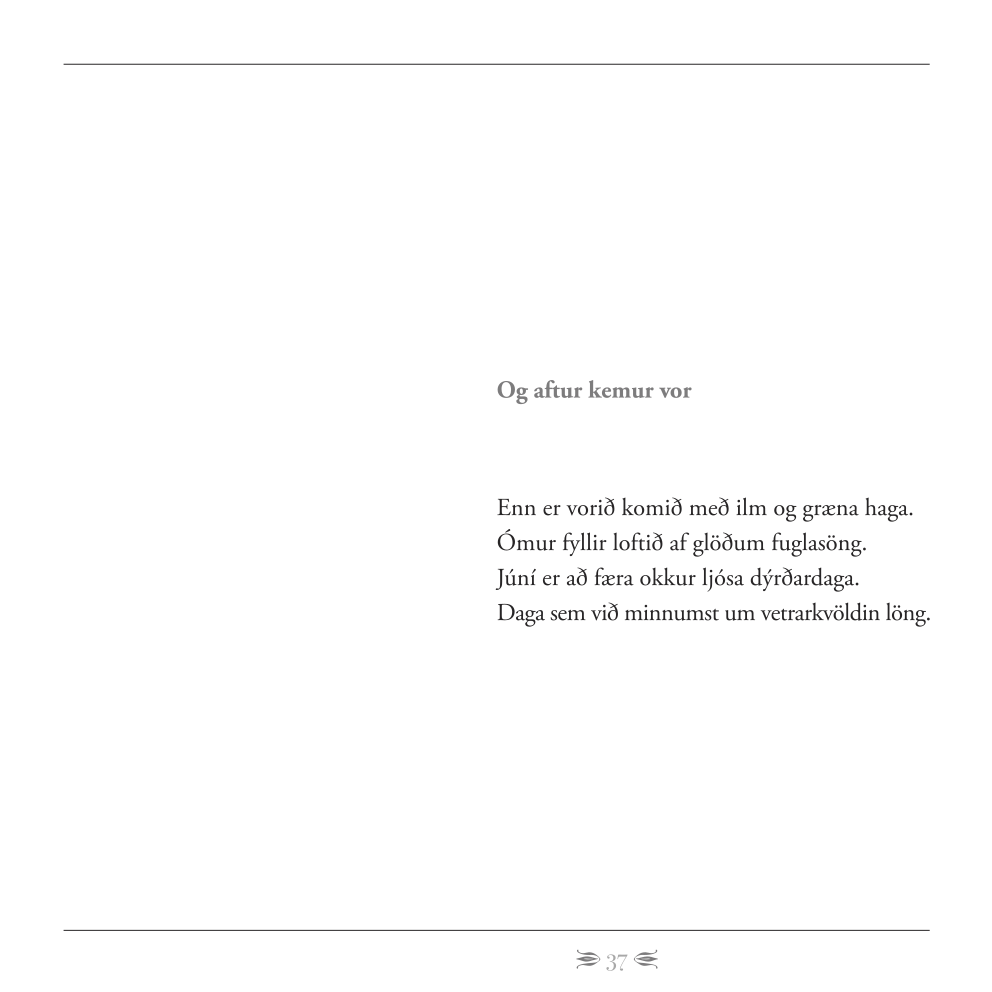 Og aftur kemur vor
Enn er vorið komið með ilm og græna haga.
Ómur fyllir loftið af glöðum fuglasöng.
Júní er að færa okkur ljósa dýrðardaga.
Daga sem við minnumst um vetrarkvöldin löng.
37